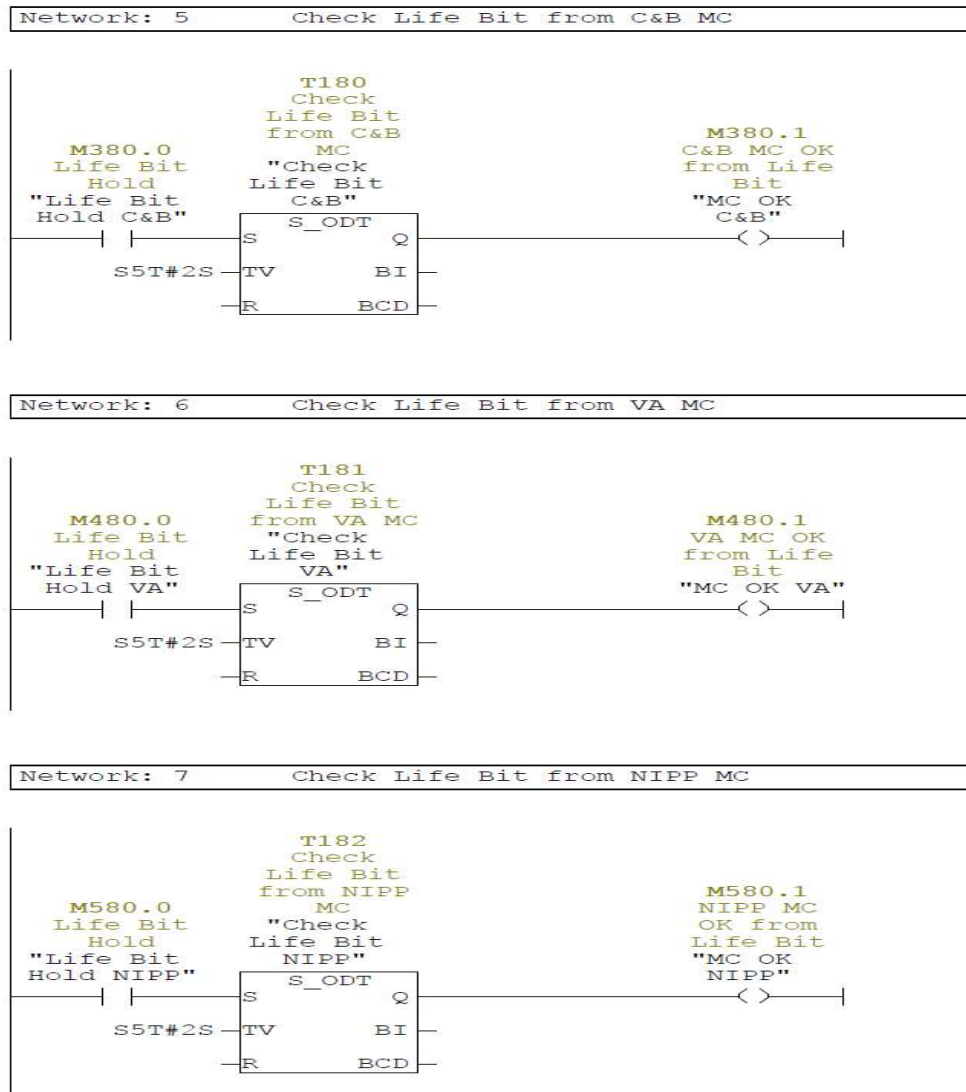 Network: 5 Check Life Bit from C&B MC
T180
Check
Life Bit
from C&B
MC
"Check
Life Bit
C&B"
M380.0
Life Bit
Hold
"Life Bit
Hold C&B"
M380.1
C&B MC OK
from Life
Bit
"MC OK
C&B"
S_ODT
S Q
S5T#2S TV BI
R BCD
Network: 6 Check Life Bit from VA MC
T181
Check
Life Bit
from VA MC
"Check
Life Bit
VA"
M480.0
Life Bit
Hold
"Life Bit
Hold VA"
M480.1
VA MC OK
from Life
Bit
"MC OK VA"
S_ODT
S Q
S5T#2S TV BI
R BCD
Network: 7 Check Life Bit from NIPP MC
T182
Check
Life Bit
from NIPP
MC
"Check
Life Bit
NIPP"
M580.0
Life Bit
Hold
"Life Bit
Hold NIPP"
M580.1
NIPP MC
OK from
Life Bit
"MC OK
NIPP"
S_ODT
S Q
S5T#2S TV BI
R BCD